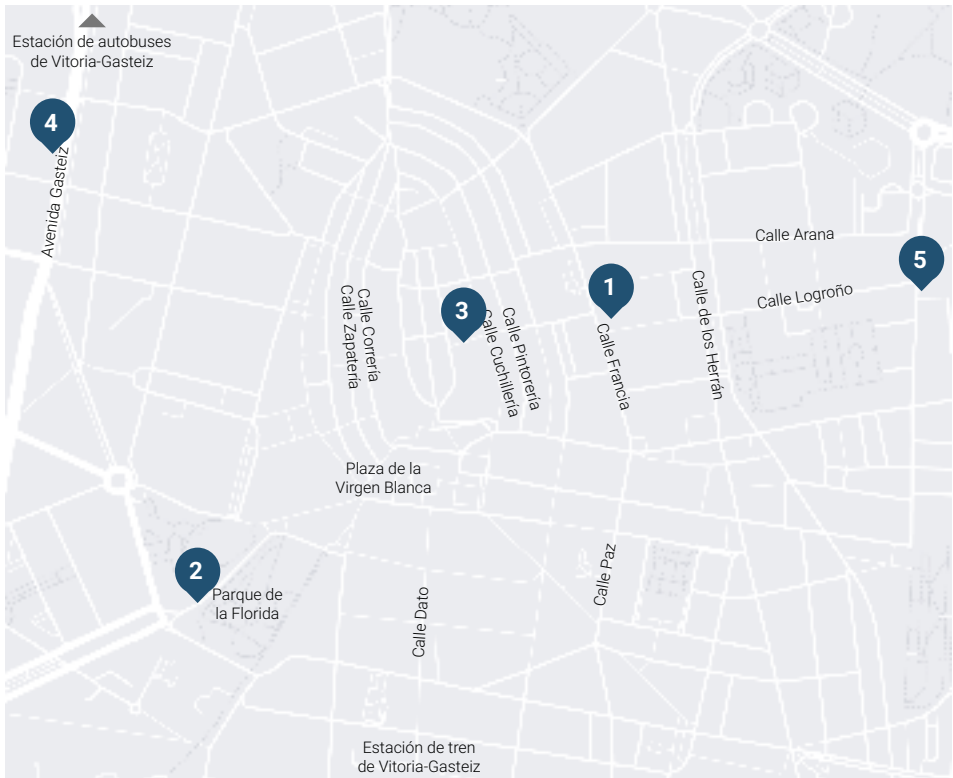 Estación de autobuses
de Vitoria-Gasteiz
4
Avenida Gasteiz
Calle Arana
5
Calle Logroño
1
3
Calle Correría
Calle Zapatería
Calle Cuchillería
Calle Pintorería
Calle Francia
Calle de los Herrán
Plaza de la
Virgen Blanca
2
Parque de
la Florida
Calle Dato
Calle Paz
Estación de tren
de Vitoria-Gasteiz